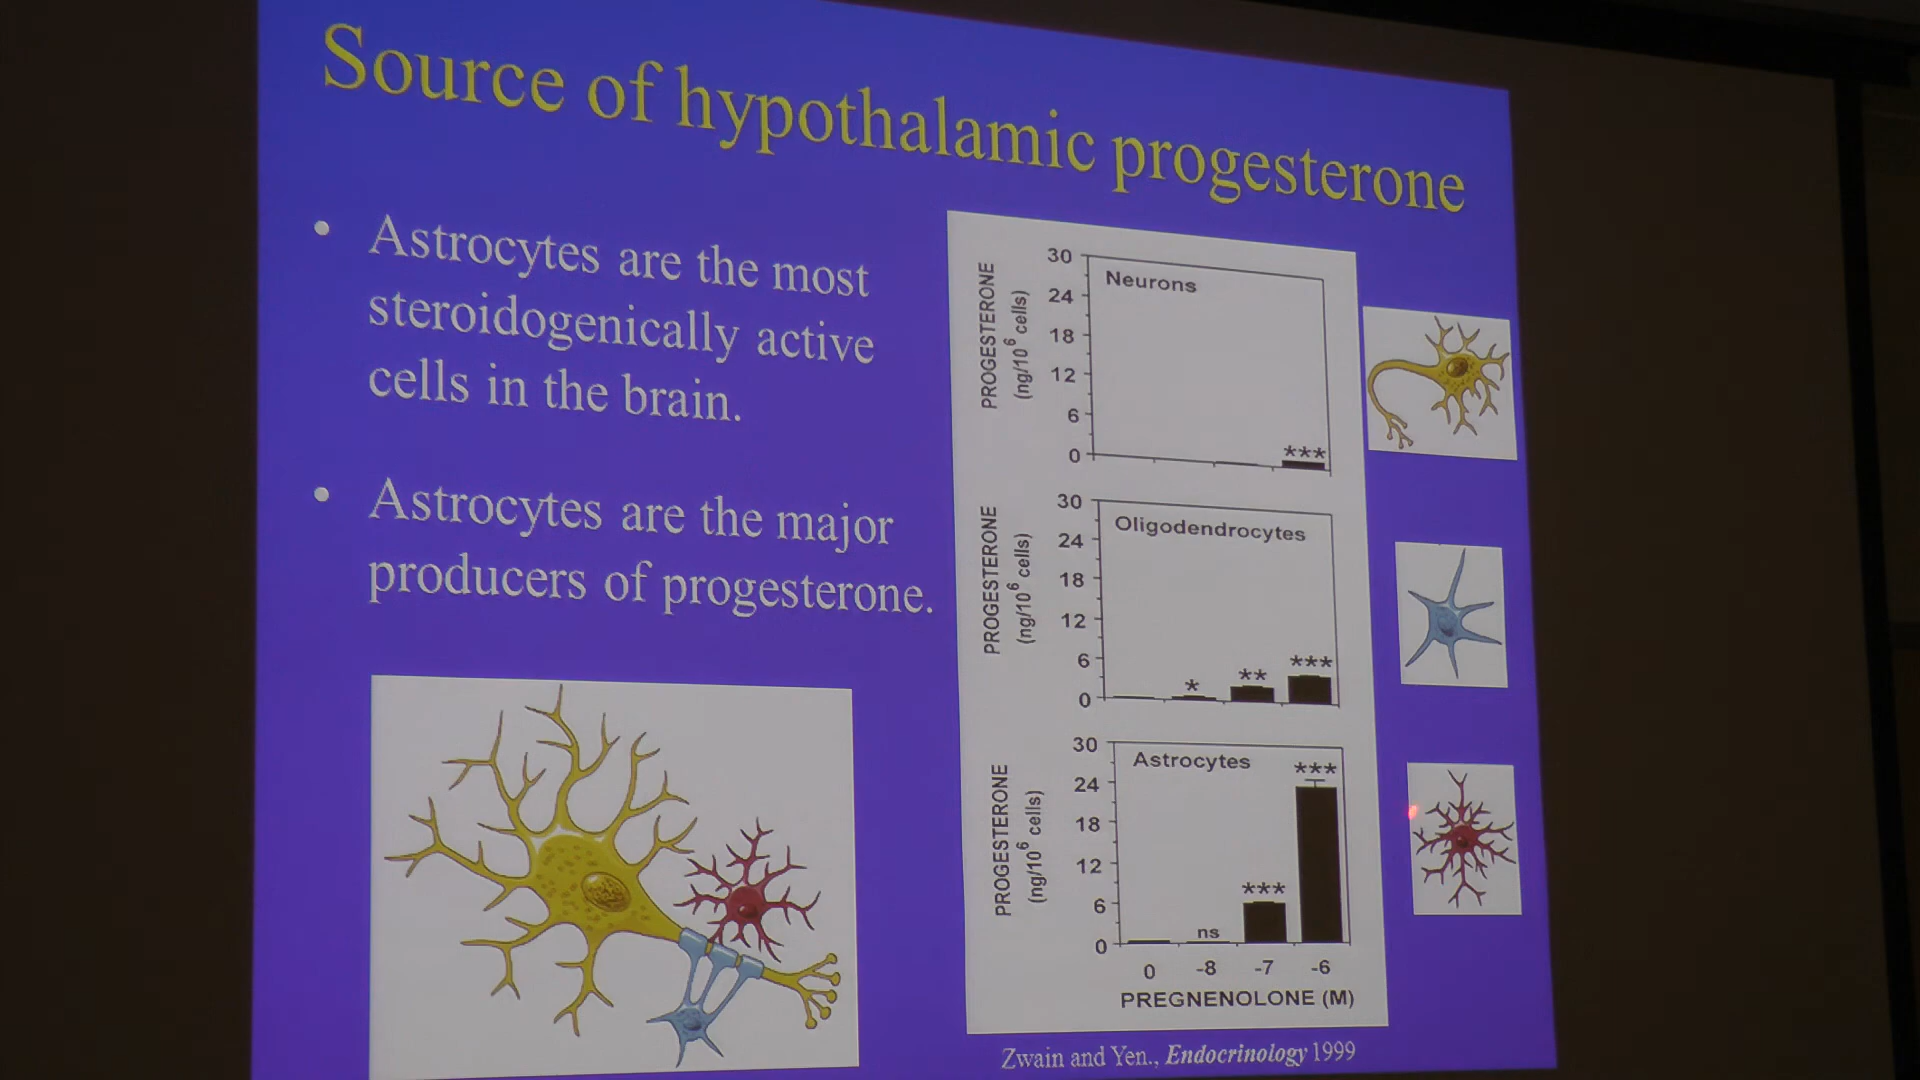 Source of hypothalamic progesterone
• Astrocytes are the most
steroidogenically active
cells in the brain.
• Astrocytes are the major
producers of progesterone.
PROGESTERONE
(ng/10⁶ cells)
30
24
18
12
6
0
Neurons
***
PROGESTERONE
(ng/10⁶ cells)
30
24
18
12
6
0
Oligodendrocytes
*
**
***
PROGESTERONE
(ng/10⁶ cells)
30
24
18
12
6
0
Astrocytes
ns
***
***
0 -8 -7 -6
PREGNENOLONE (M)
Zwain and Yen., Endocrinology 1999